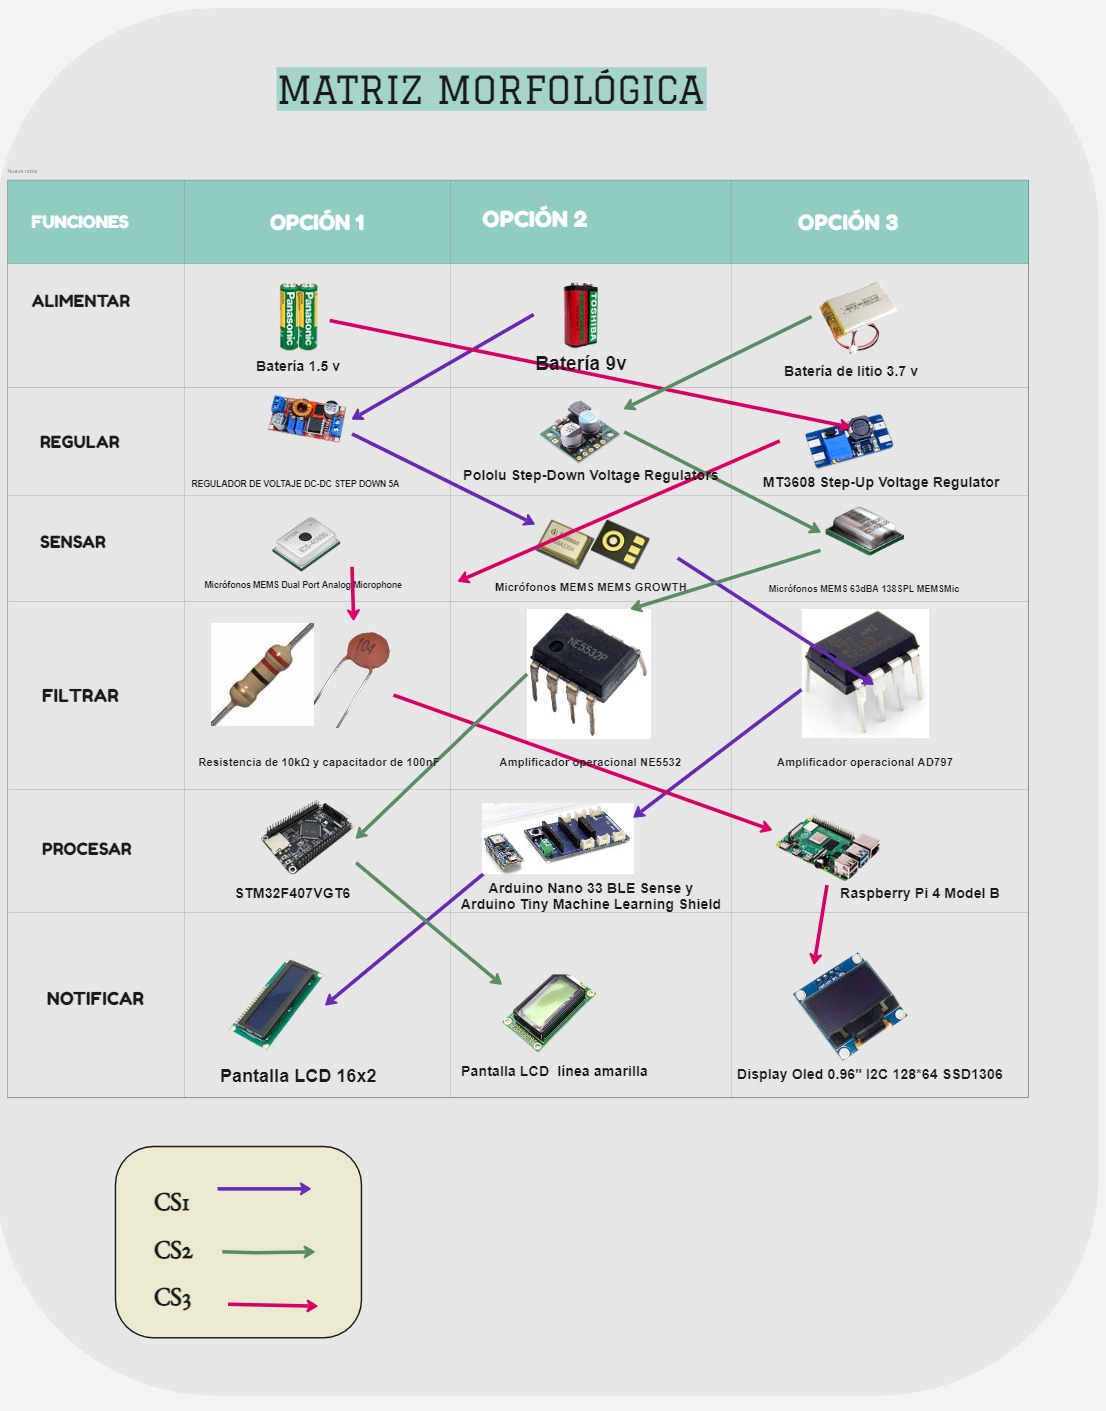 MATRIZ MORFOLÓGICA
Nueva tabla
FUNCIONES
OPCIÓN 1
OPCIÓN 2
OPCIÓN 3
ALIMENTAR
Panasonic
Panasonic
TOSHIBA
Batería 1.5 v
Batería 9v
Batería de litio 3.7 v
REGULAR
REGULADOR DE VOLTAJE DC-DC STEP DOWN 5A
Pololu Step-Down Voltage Regulators
MT3608 Step-Up Voltage Regulator
SENSAR
Micrófonos MEMS Dual Port Analog Microphone
Micrófonos MEMS MEMS GROWTH
Micrófonos MEMS 63dBA 138SPL MEMSMic
FILTRAR
104
NE5532P
Resistencia de 10kΩ y capacitador de 100nF
Amplificador operacional NE5532
Amplificador operacional AD797
PROCESAR
STM32F407VGT6
Arduino Nano 33 BLE Sense y
Arduino Tiny Machine Learning Shield
Raspberry Pi 4 Model B
NOTIFICAR
Pantalla LCD 16x2
Pantalla LCD línea amarilla
Display Oled 0.96" I2C 128*64 SSD1306
CS1
CS2
CS3